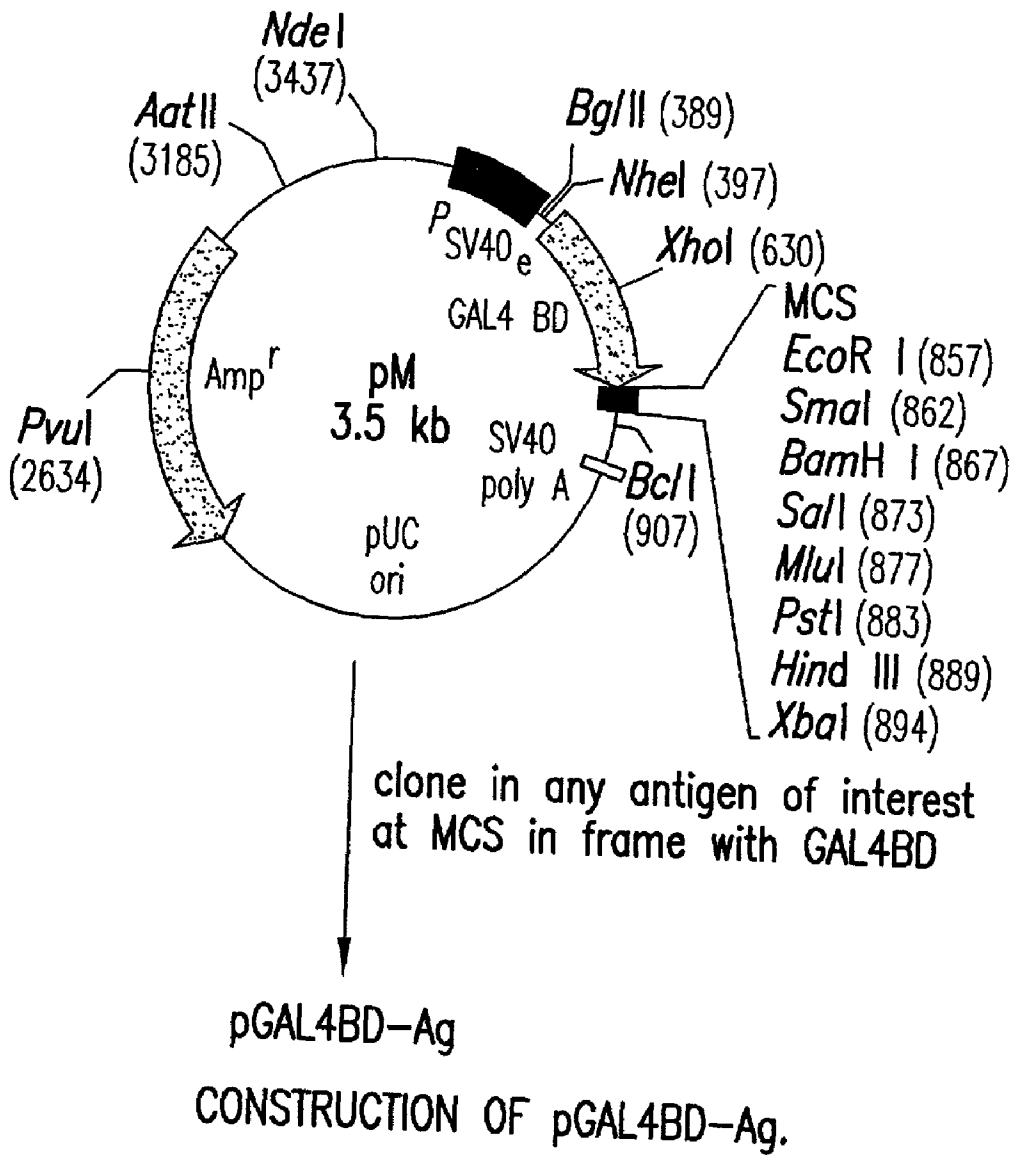 NdeI
(3437)
AatII
(3185)
BglII (389)
NheI (397)
PSV40e
XhoI (630)
GAL4 BD
MCS
EcoR I (857)
SmaI (862)
BamH I (867)
SalI (873)
MluI (877)
PstI (883)
Hind III (889)
XbaI (894)
Ampr
pM
3.5 kb
PvuI
(2634)
SV40
poly A
BclI
(907)
pUC
ori
clone in any antigen of interest
at MCS in frame with GAL4BD
pGAL4BD-Ag
CONSTRUCTION OF pGAL4BD-Ag.